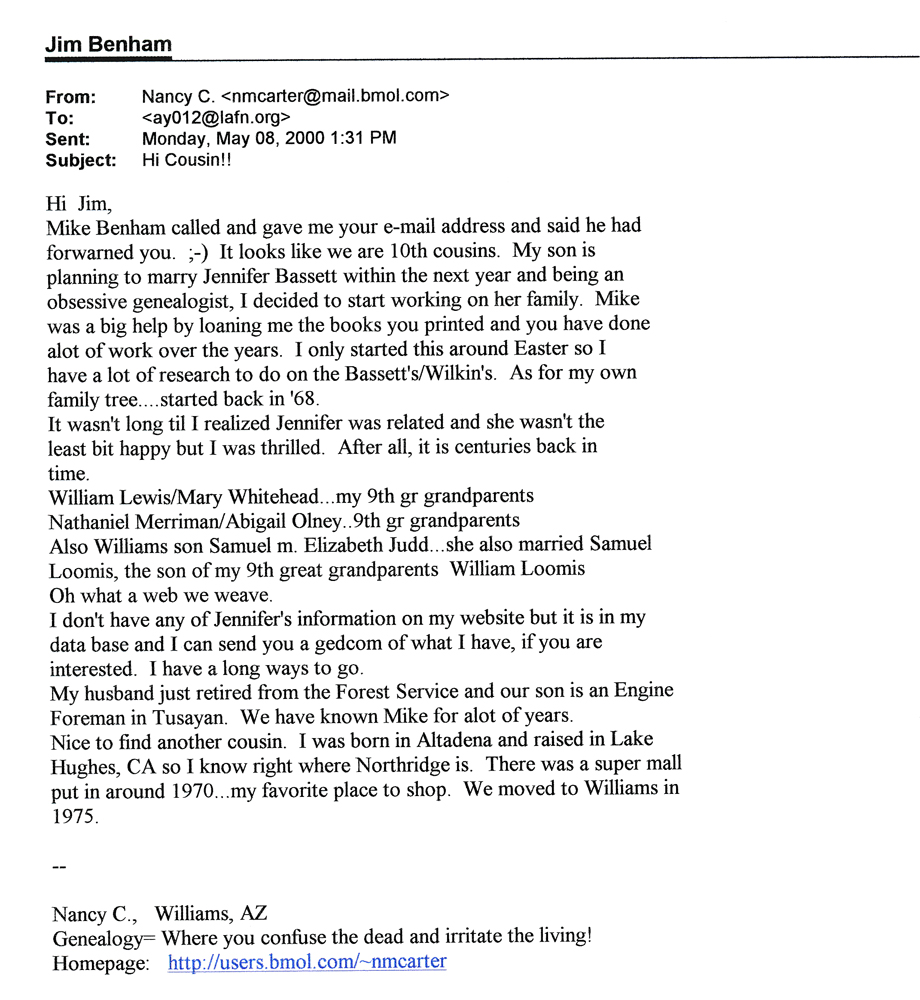 Jim Benham
From: Nancy C. <nmcarter@mail.bmol.com>
To: <ay012@lafn.org>
Sent: Monday, May 08, 2000 1:31 PM
Subject: Hi Cousin!!
Hi Jim,
Mike Benham called and gave me your e-mail address and said he had
forwarned you. ;-) It looks like we are 10th cousins. My son is
planning to marry Jennifer Bassett within the next year and being an
obsessive genealogist, I decided to start working on her family. Mike
was a big help by loaning me the books you printed and you have done
alot of work over the years. I only started this around Easter so I
have a lot of research to do on the Bassett's/Wilkin's. As for my own
family tree....started back in '68.
It wasn't long til I realized Jennifer was related and she wasn't the
least bit happy but I was thrilled. After all, it is centuries back in
time.
William Lewis/Mary Whitehead...my 9th gr grandparents
Nathaniel Merriman/Abigail Olney..9th gr grandparents
Also Williams son Samuel m. Elizabeth Judd...she also married Samuel
Loomis, the son of my 9th great grandparents William Loomis
Oh what a web we weave.
I don't have any of Jennifer's information on my website but it is in my
data base and I can send you a gedcom of what I have, if you are
interested. I have a long ways to go.
My husband just retired from the Forest Service and our son is an Engine
Foreman in Tusayan. We have known Mike for alot of years.
Nice to find another cousin. I was born in Altadena and raised in Lake
Hughes, CA so I know right where Northridge is. There was a super mall
put in around 1970...my favorite place to shop. We moved to Williams in
1975.
--
Nancy C., Williams, AZ
Genealogy= Where you confuse the dead and irritate the living!
Homepage: http://users.bmol.com/~nmcarter